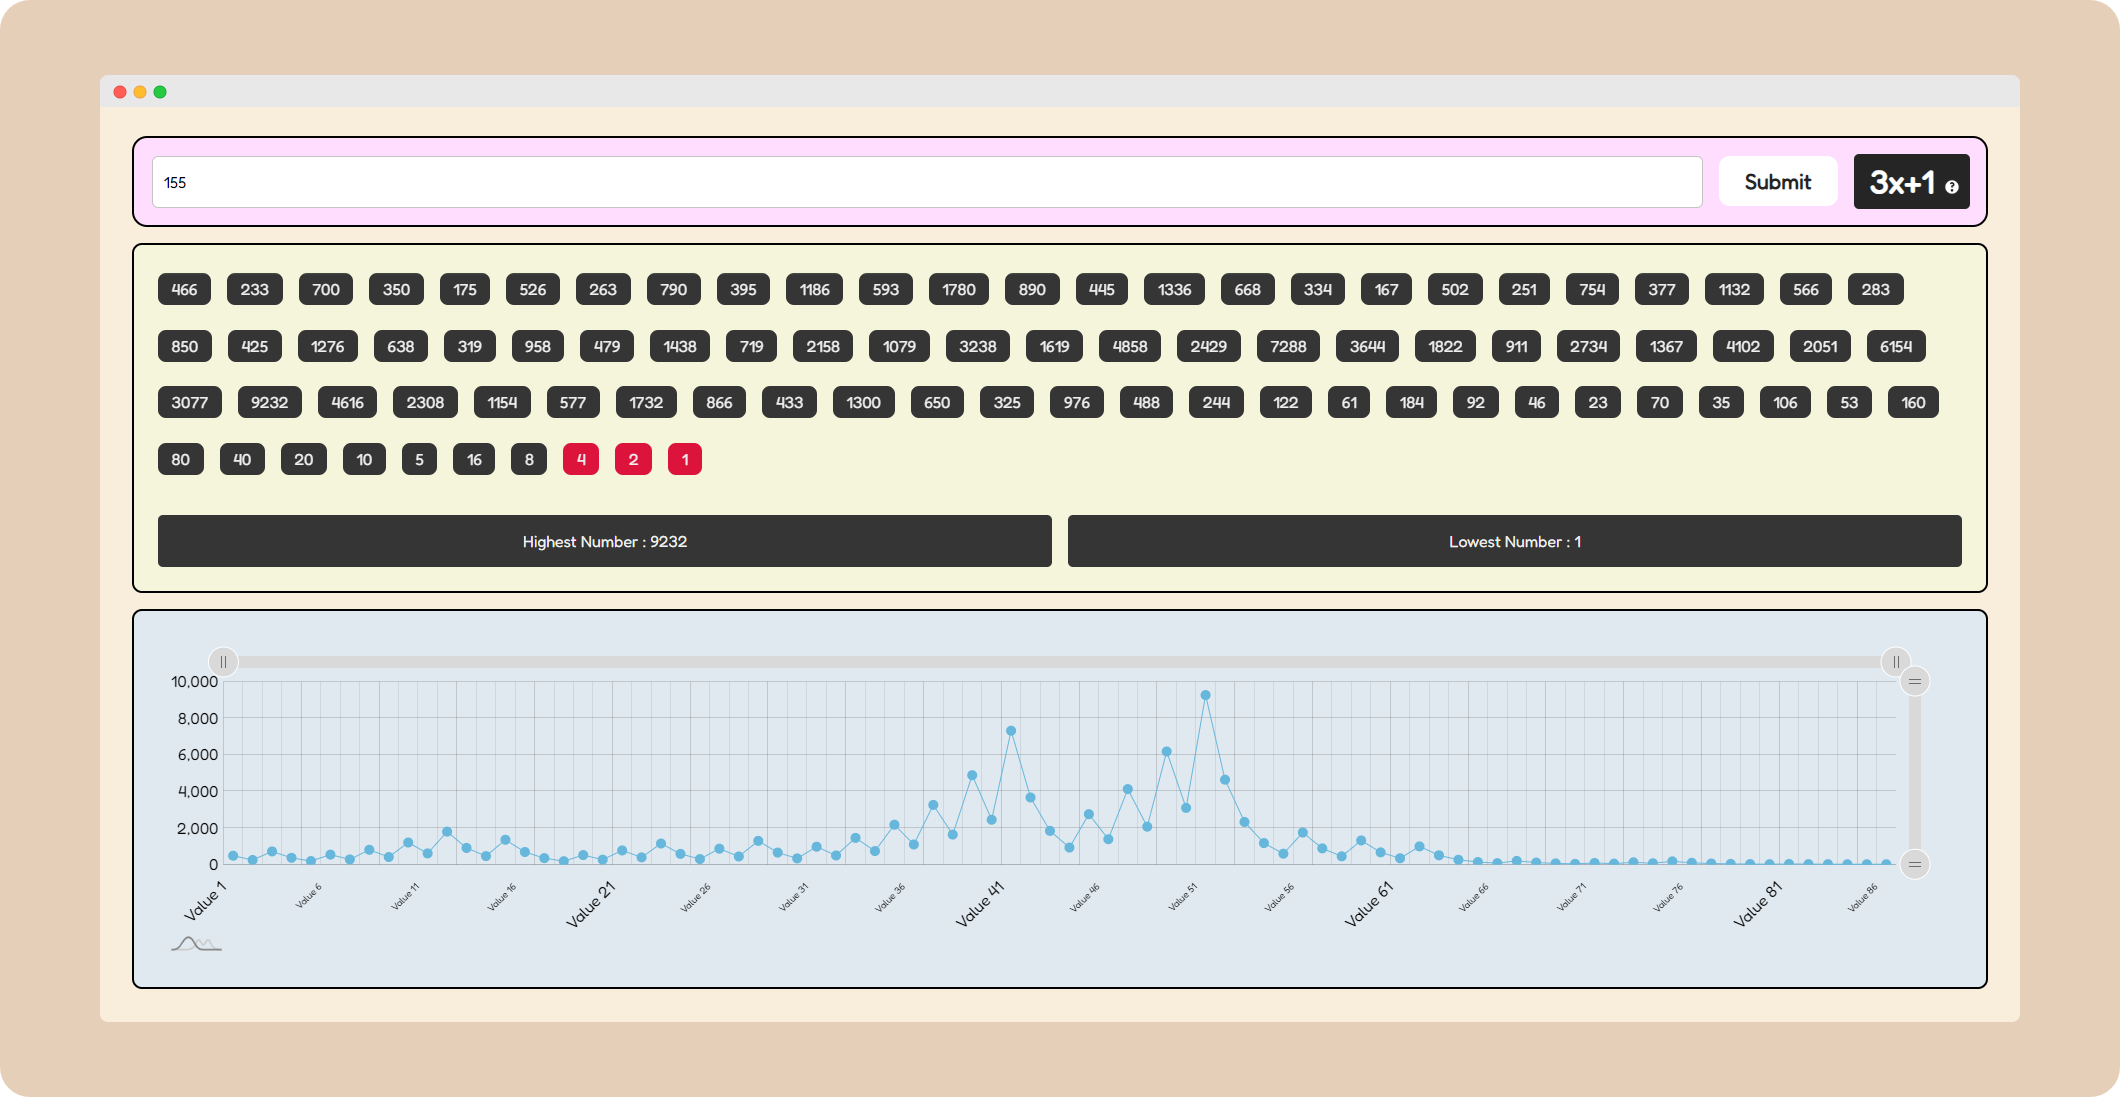 155 Submit 3x+1 ?
466 233 700 350 175 526 263 790 395 1186 593 1780 890 445 1336 668 334 167 502 251 754 377 1132 566 283
850 425 1276 638 319 958 479 1438 719 2158 1079 3238 1619 4858 2429 7288 3644 1822 911 2734 1367 4102 2051 6154
3077 9232 4616 2308 1154 577 1732 866 433 1300 650 325 976 488 244 122 61 184 92 46 23 70 35 106 53 160
80 40 20 10 5 16 8 4 2 1
Highest Number : 9232 Lowest Number : 1
10,000
8,000
6,000
4,000
2,000
0
Value 1 Value 6 Value 11 Value 16 Value 21 Value 26 Value 31 Value 36 Value 41 Value 46 Value 51 Value 56 Value 61 Value 66 Value 71 Value 76 Value 81 Value 86